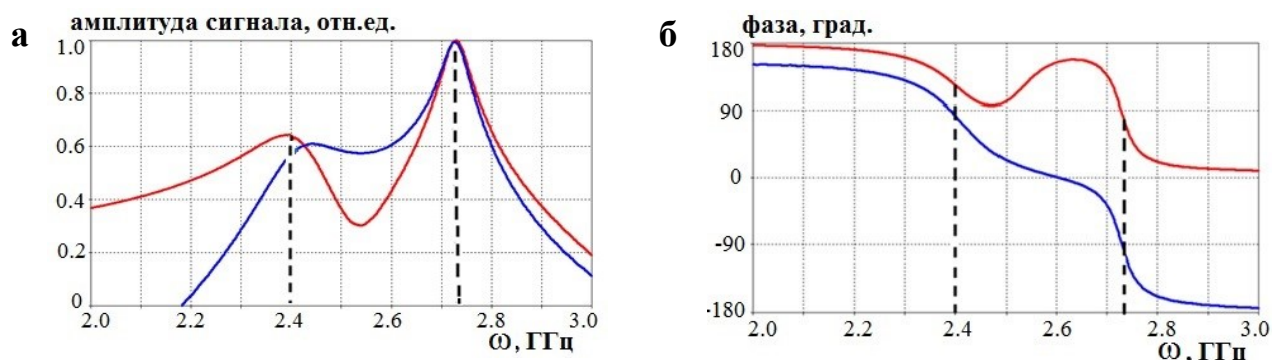 а
амплитуда сигнала, отн.ед.
1.0
0.8
0.6
0.4
0.2
0
2.0 2.2 2.4 2.6 2.8 3.0
ω, ГГц
б
фаза, град.
180
90
0
-90
-180
2.0 2.2 2.4 2.6 2.8 3.0
ω, ГГц